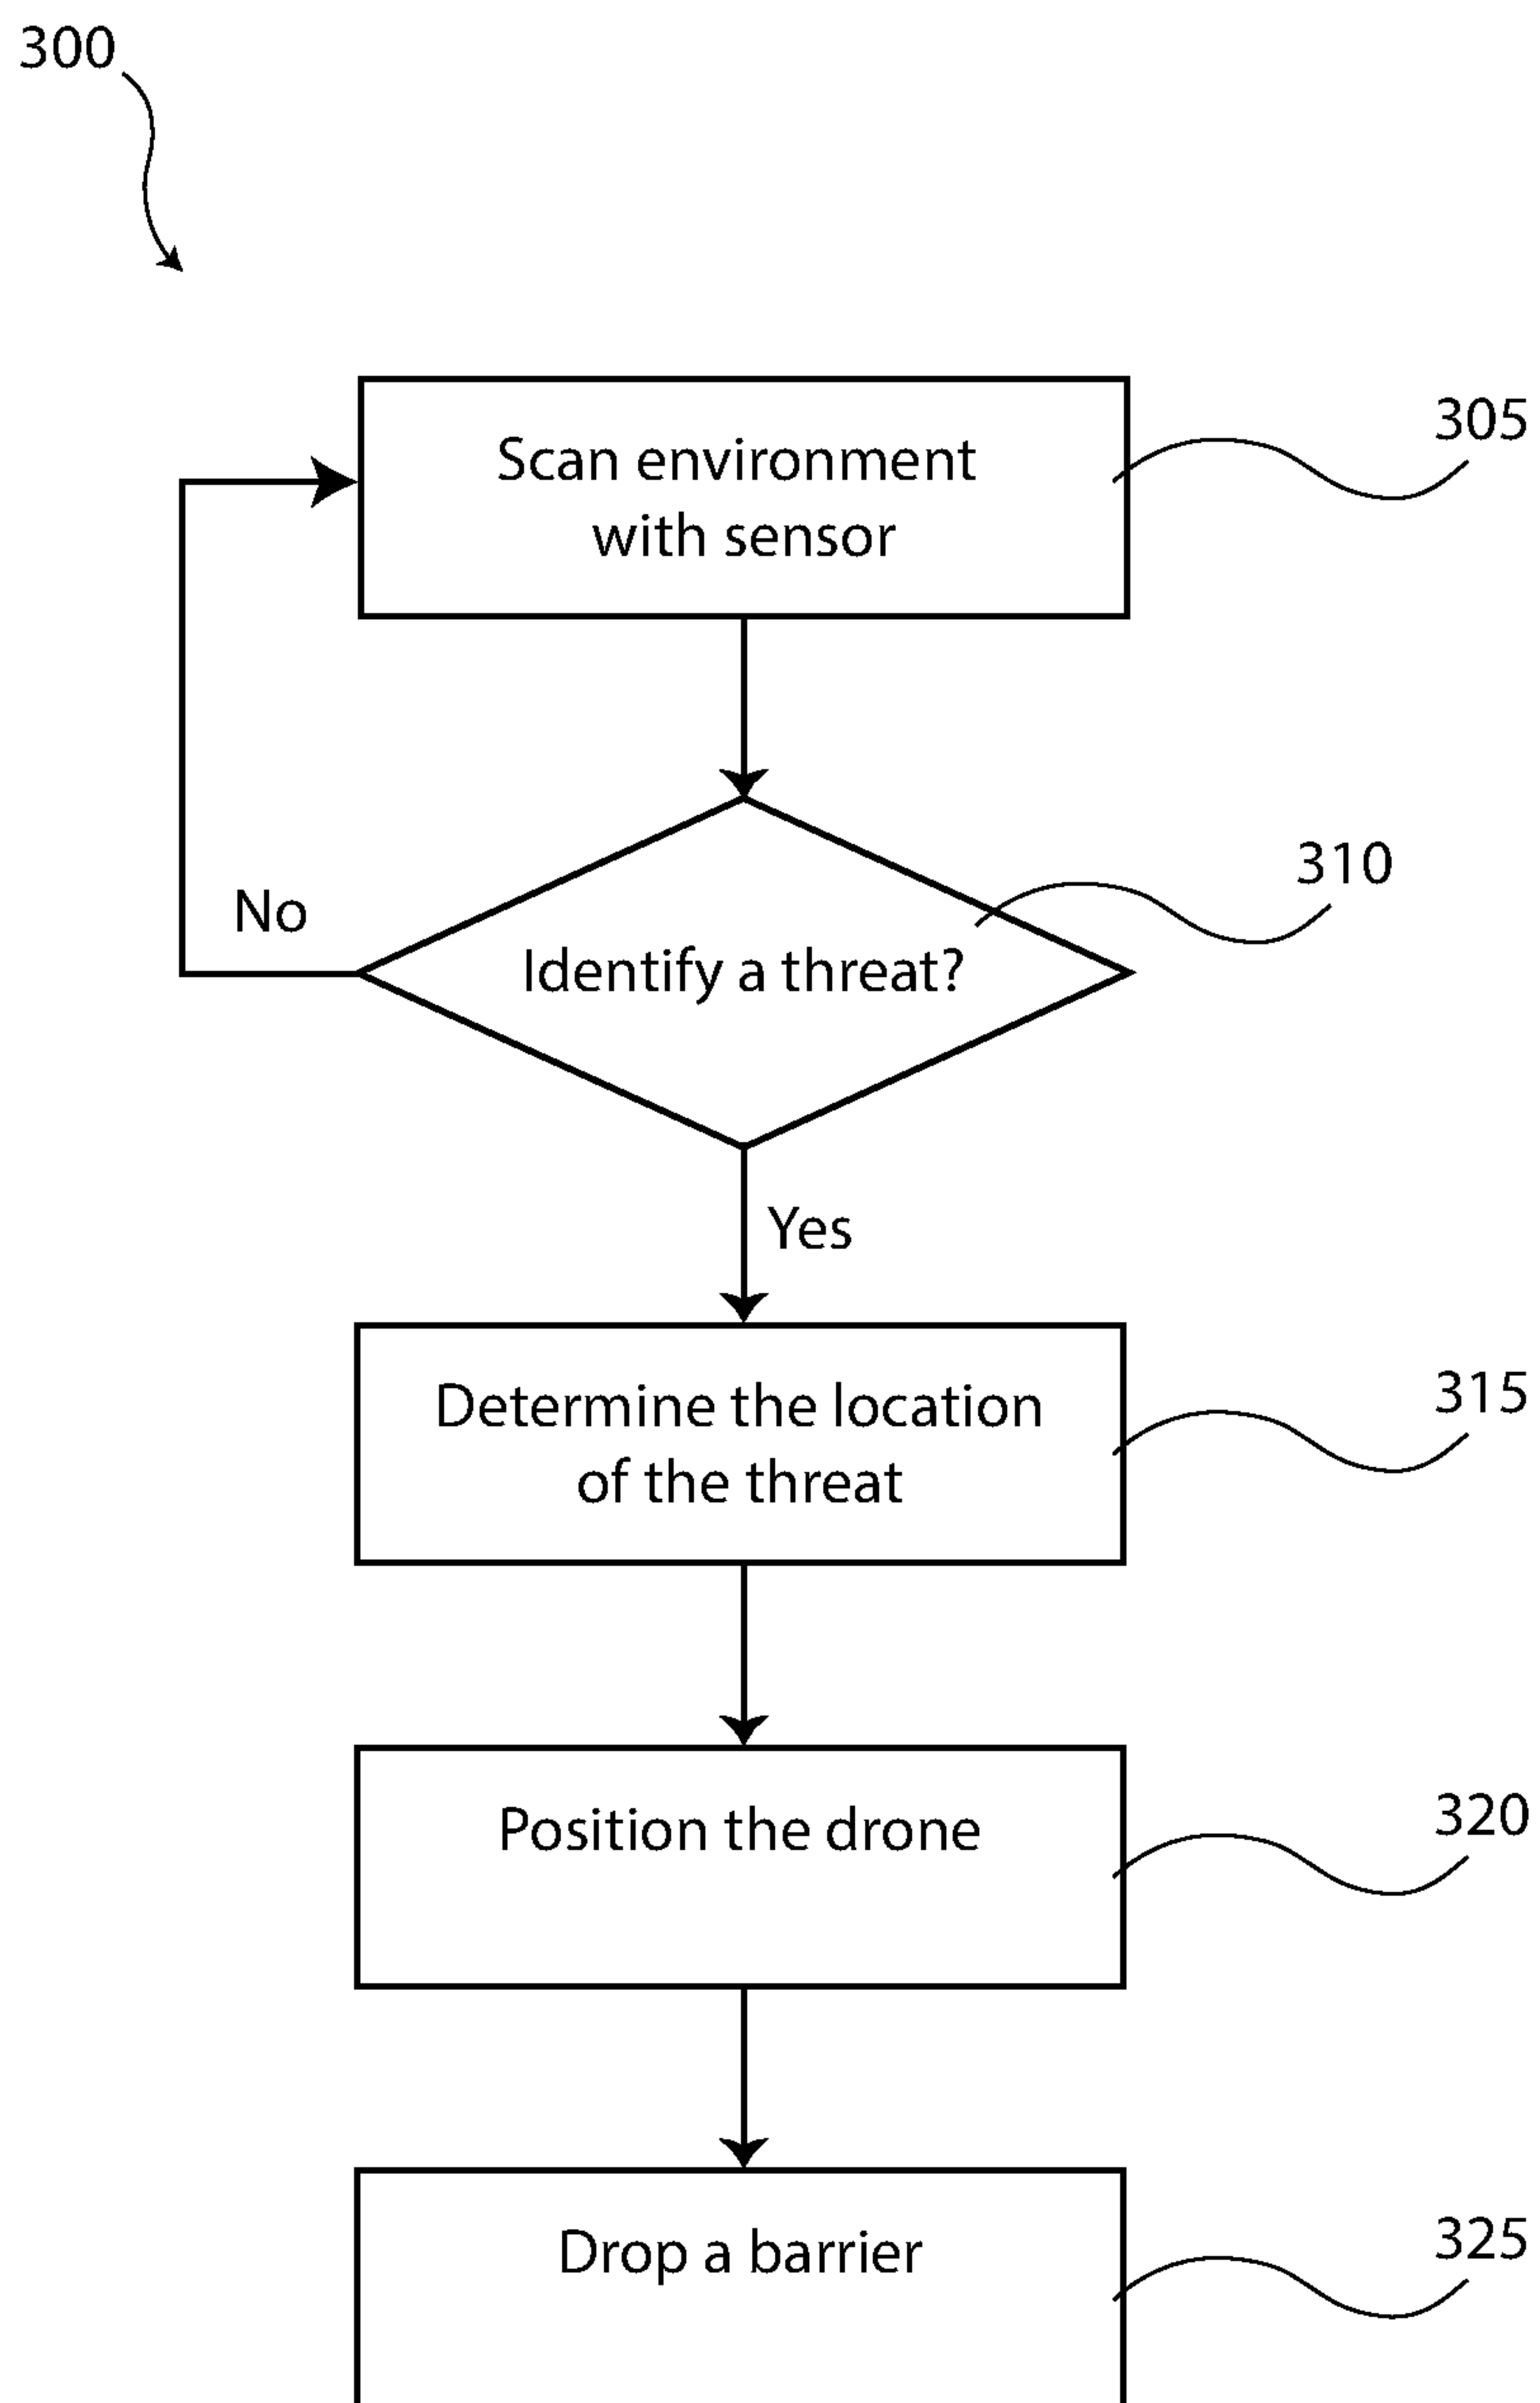 300
Scan environment
with sensor
305
310
No
Identify a threat?
Yes
Determine the location
of the threat
315
Position the drone
320
Drop a barrier
325